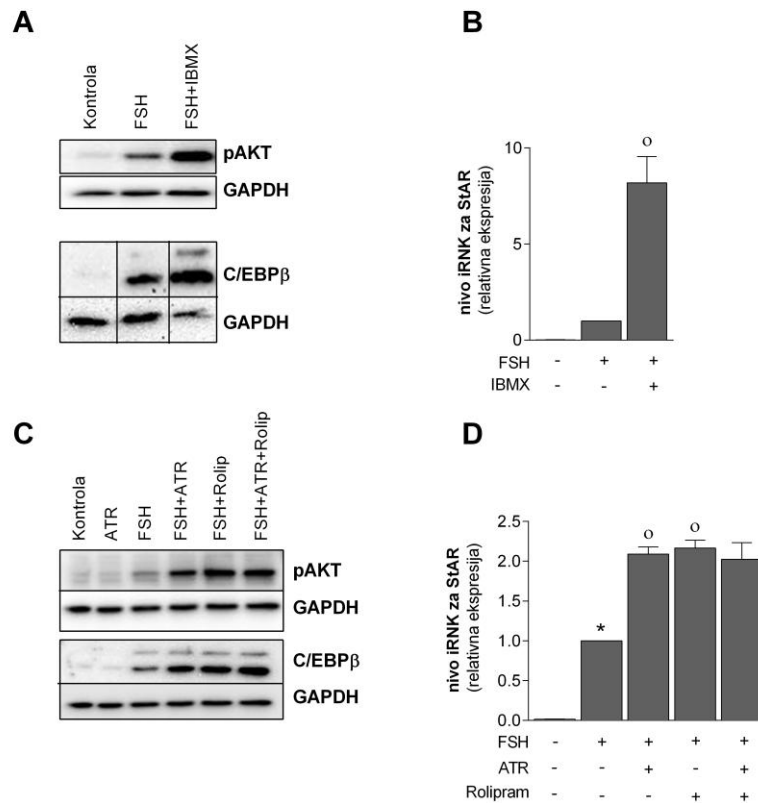 A
Kontrola
FSH
FSH+IBMX
pAKT
GAPDH
C/EBPβ
GAPDH
B
nivo iRNK za StAR
(relativna ekspresija)
10
5
0
o
FSH - + +
IBMX - - +
C
Kontrola
ATR
FSH
FSH+ATR
FSH+Rolip
FSH+ATR+Rolip
pAKT
GAPDH
C/EBPβ
GAPDH
D
nivo iRNK za StAR
(relativna ekspresija)
2.5
2.0
1.5
1.0
0.5
0.0
* o o
FSH - + + + +
ATR - - + - +
Rolipram - - - + +